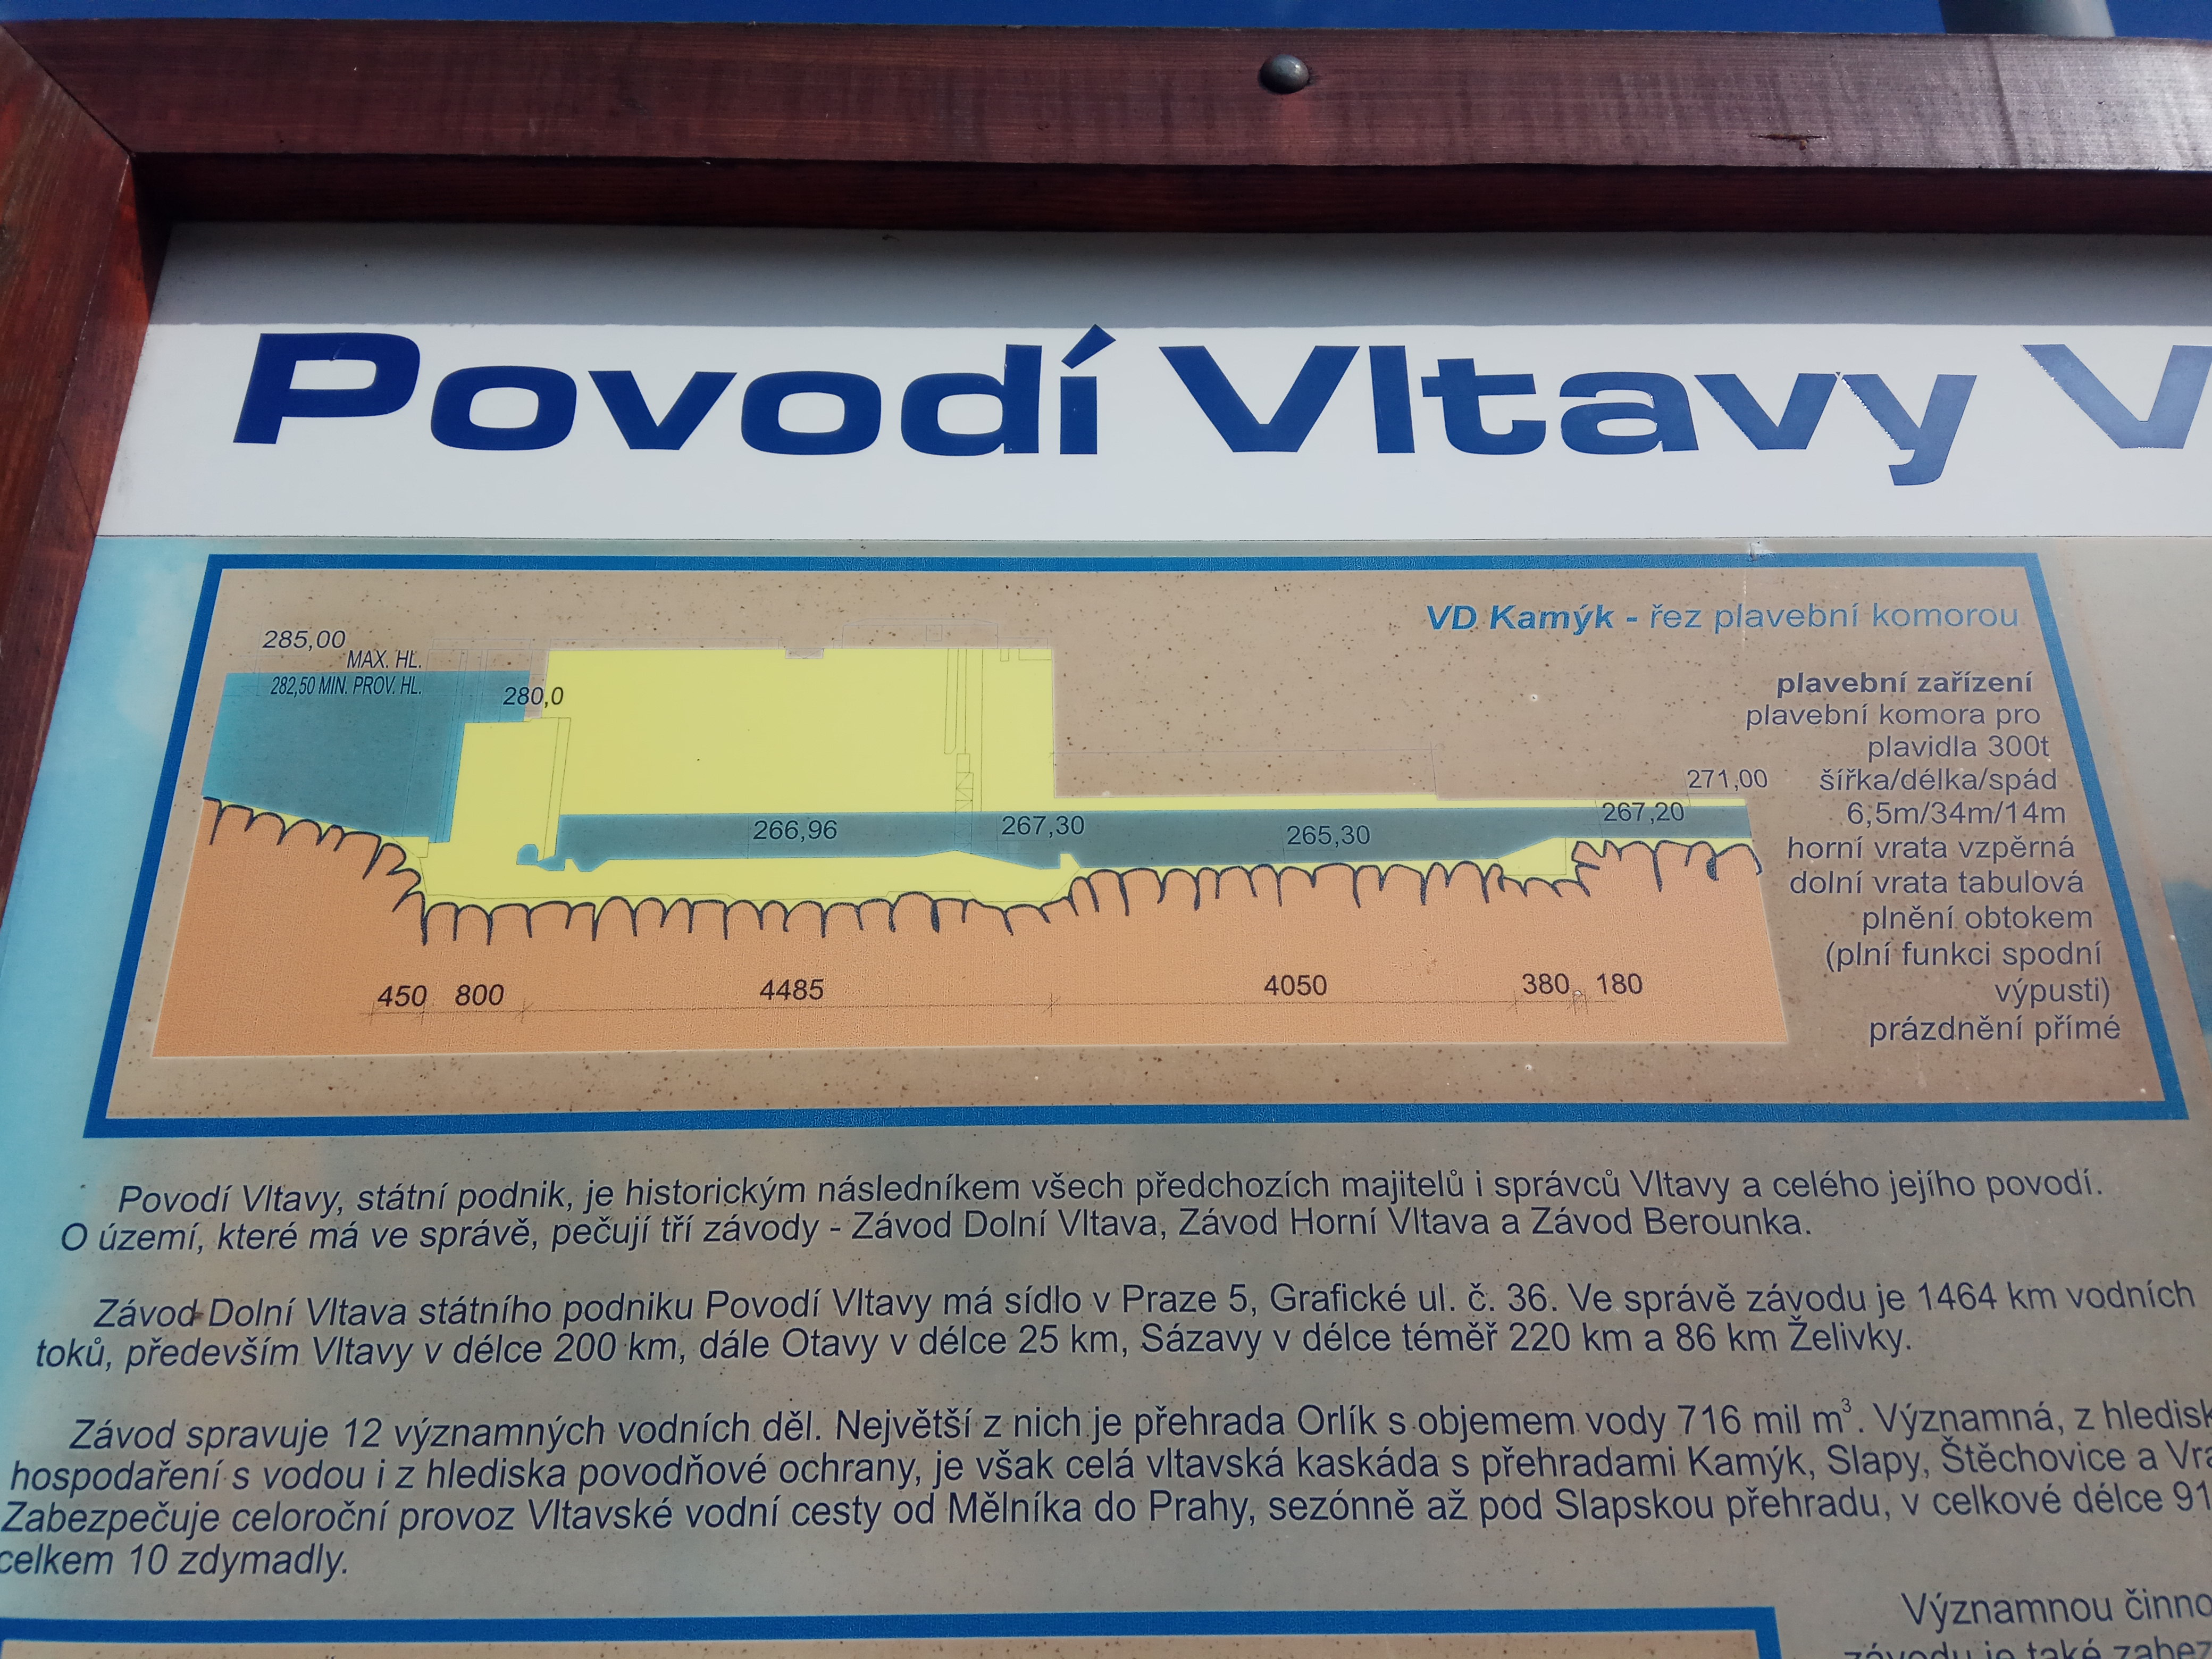 Povodí Vltavy
VD Kamýk - řez plavební komorou
285,00
MAX. HL.
282,50 MIN. PROV. HL.
280,0
266,96
267,30
265,30
267,20
271,00
450 800 4485 4050 380 180
plavební zařízení
plavební komora pro
plavidla 300t
šířka/délka/spád
6,5m/34m/14m
horní vrata vzpěrná
dolní vrata tabulová
plnění obtokem
(plní funkci spodní
výpusti)
prázdnění přímé
Povodí Vltavy, státní podnik, je historickým následníkem všech předchozích majitelů i správců Vltavy a celého jejího povodí.
O území, které má ve správě, pečují tří závody - Závod Dolní Vltava, Závod Horní Vltava a Závod Berounka.
Závod Dolní Vltava státního podniku Povodí Vltavy má sídlo v Praze 5, Grafické ul. č. 36. Ve správě závodu je 1464 km vodních
toků, především Vltavy v délce 200 km, dále Otavy v délce 25 km, Sázavy v délce téměř 220 km a 86 km Želivky.
Závod spravuje 12 významných vodních děl. Největší z nich je přehrada Orlík s objemem vody 716 mil m³. Významná, z hledisk
hospodaření s vodou i z hlediska povodňové ochrany, je však celá vltavská kaskáda s přehradami Kamýk, Slapy, Štěchovice a
Zabezpečuje celoroční provoz Vltavské vodní cesty od Mělníka do Prahy, sezónně až pod Slapskou přehradu, v celkové délce 91
celkem 10 zdymadly.
Významnou činno
závodu je také